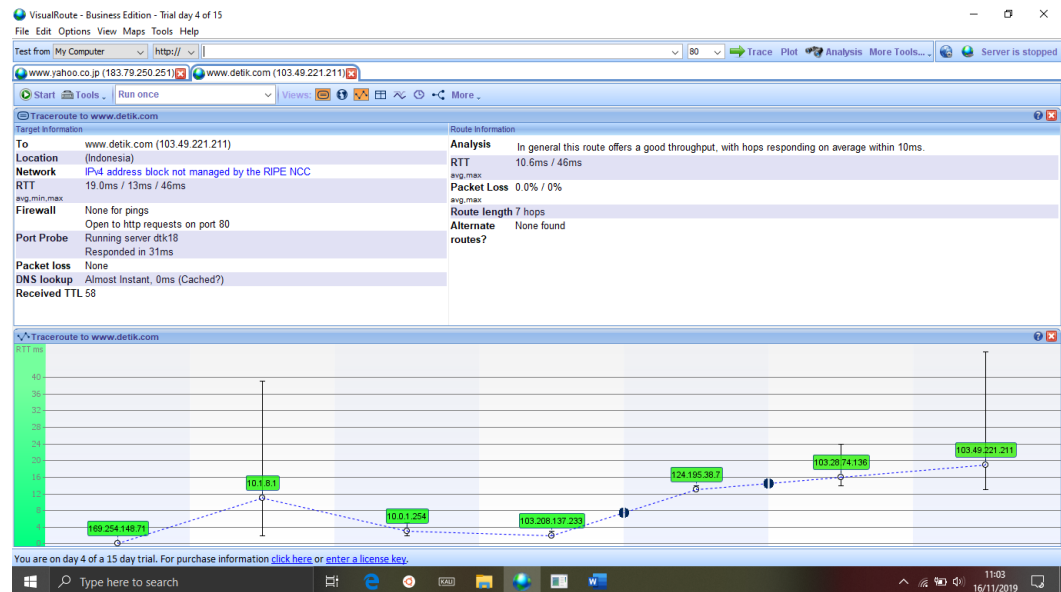 VisualRoute - Business Edition - Trial day 4 of 15
File Edit Options View Maps Tools Help
Test from My Computer http:// 80 Trace Plot Analysis More Tools... Server is stopped
www.yahoo.co.jp (183.79.250.251) www.detik.com (103.49.221.211)
Start Tools Run once Views: More
Traceroute to www.detik.com
Target Information
To www.detik.com (103.49.221.211)
Location (Indonesia)
Network IPv4 address block not managed by the RIPE NCC
RTT 19.0ms / 13ms / 46ms
avg,min,max
Firewall None for pings
Open to http requests on port 80
Port Probe Running server dtk18
Responded in 31ms
Packet loss None
DNS lookup Almost Instant, 0ms (Cached?)
Received TTL 58
Route Information
Analysis In general this route offers a good throughput, with hops responding on average within 10ms.
RTT 10.6ms / 46ms
avg,max
Packet Loss 0.0% / 0%
avg,max
Route length 7 hops
Alternate None found
routes?
Traceroute to www.detik.com
RTT ms
40
36
32
28
24
20
16
12
8
4
0
169.254.148.71
10.1.8.1
10.0.1.254
103.208.137.233
124.195.38.7
103.28.74.136
103.49.221.211
You are on day 4 of a 15 day trial. For purchase information click here or enter a license key.
Type here to search
KALI
11:03
16/11/2019